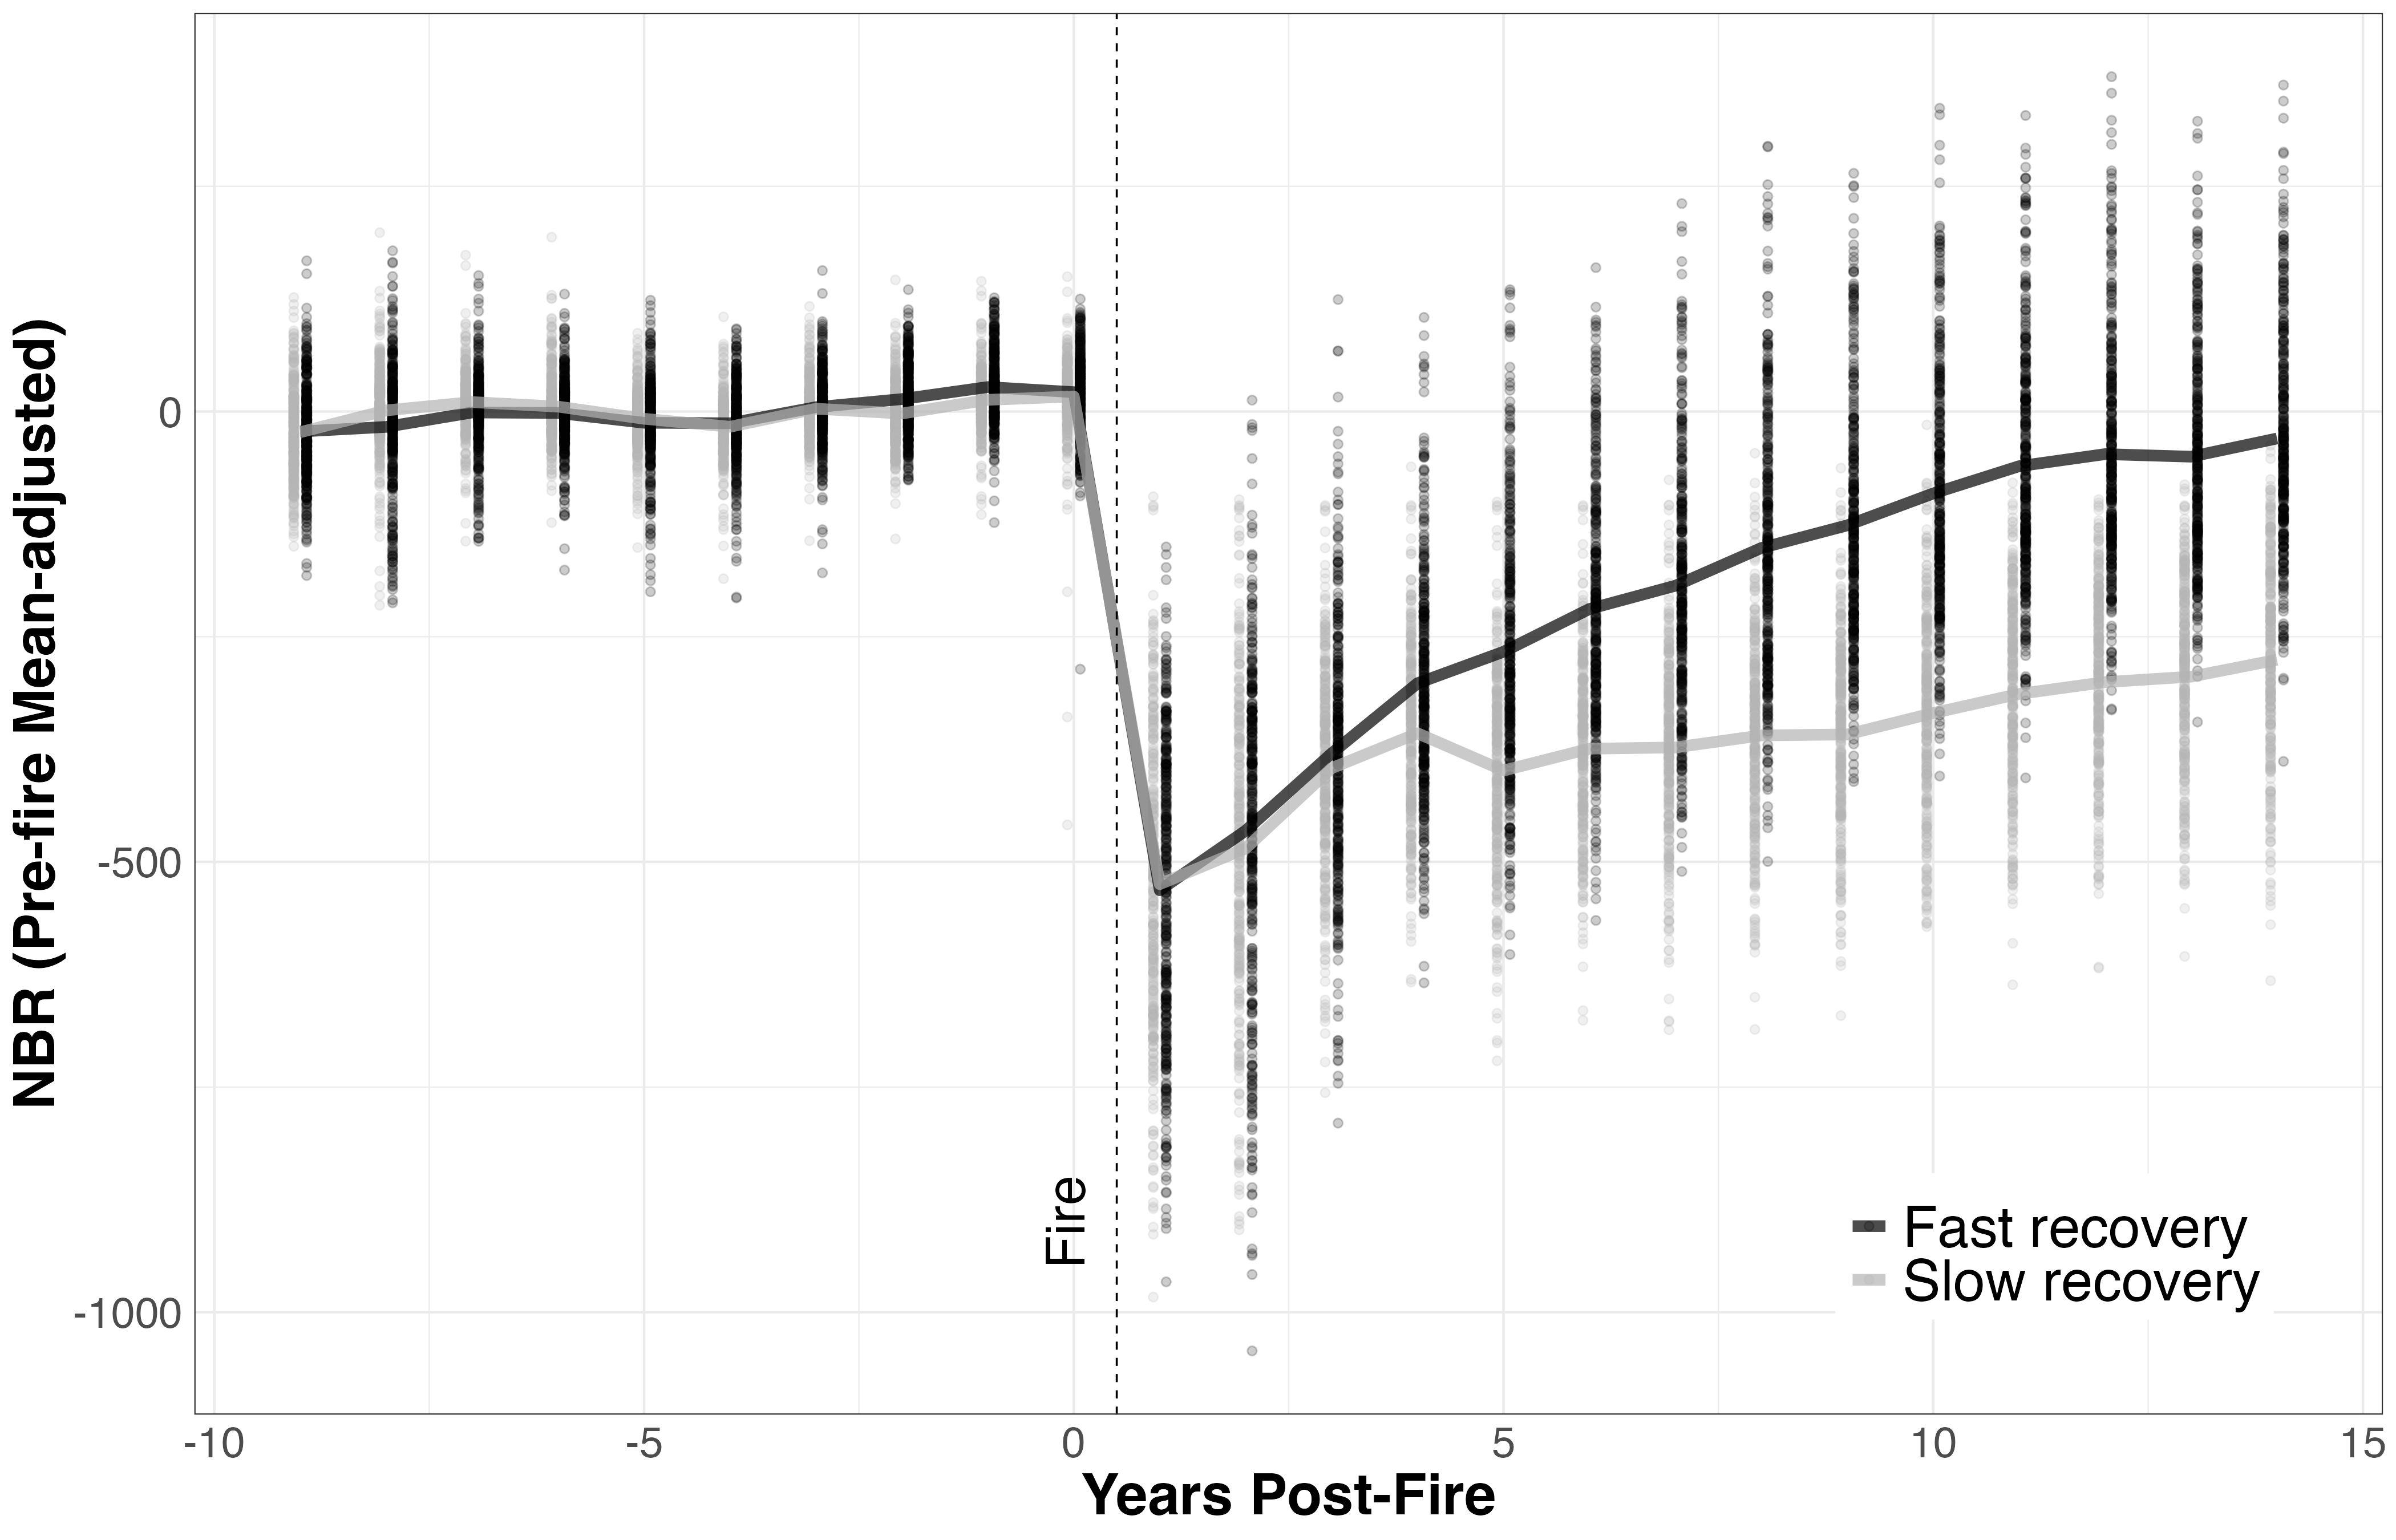 NBR (Pre-fire Mean-adjusted)
0
-500
-1000
Fire
Fast recovery
Slow recovery
-10
-5
0
5
10
15
Years Post-Fire